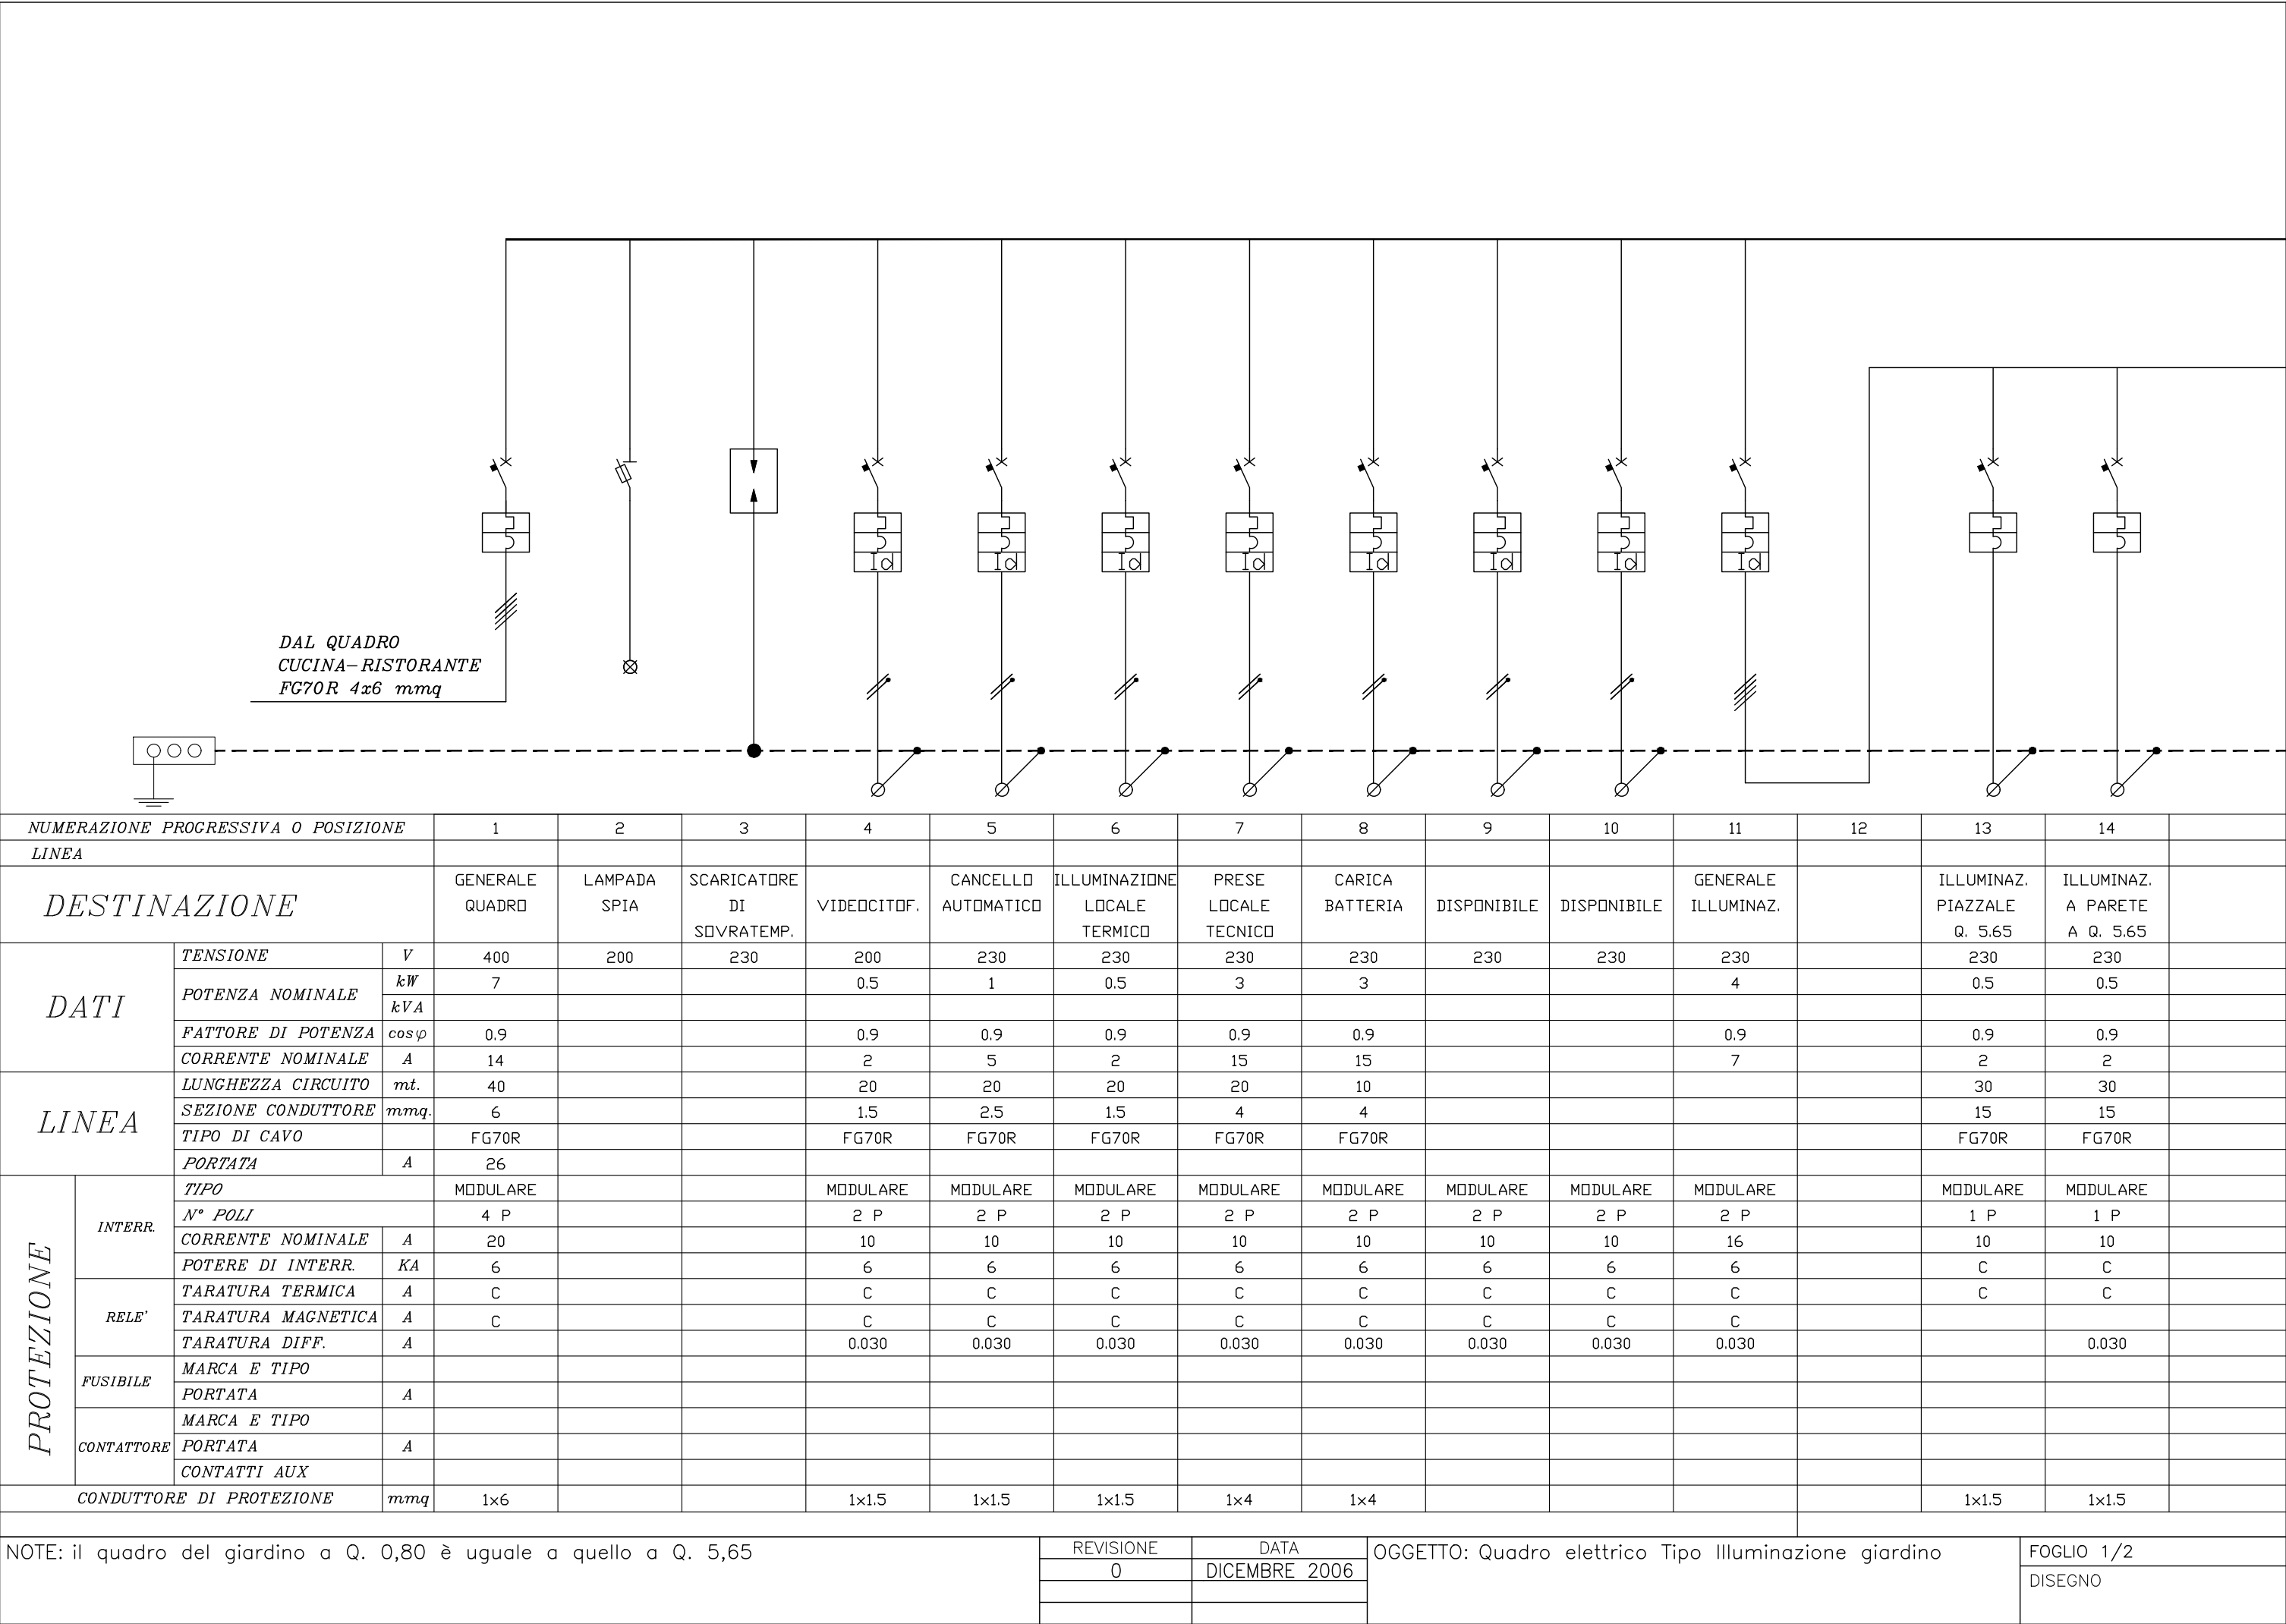 DAL QUADRO
CUCINA-RISTORANTE
FG70R 4x6 mmq
Id Id Id Id Id Id Id Id
NUMERAZIONE PROGRESSIVA O POSIZIONE 1 2 3 4 5 6 7 8 9 10 11 12 13 14
LINEA
DESTINAZIONE
GENERALE QUADRO
LAMPADA SPIA
SCARICATORE DI SOVRATEMP.
VIDEOCITOF.
CANCELLO AUTOMATICO
ILLUMINAZIONE LOCALE TERMICO
PRESE LOCALE TECNICO
CARICA BATTERIA
DISPONIBILE
DISPONIBILE
GENERALE ILLUMINAZ.
ILLUMINAZ. PIAZZALE Q. 5.65
ILLUMINAZ. A PARETE A Q. 5.65
DATI
TENSIONE V 400 200 230 200 230 230 230 230 230 230 230 230 230
POTENZA NOMINALE kW 7 0.5 1 0.5 3 3 4 0.5 0.5
kVA
FATTORE DI POTENZA cosφ 0.9 0.9 0.9 0.9 0.9 0.9 0.9 0.9 0.9
CORRENTE NOMINALE A 14 2 5 2 15 15 7 2 2
LINEA
LUNGHEZZA CIRCUITO mt. 40 20 20 20 20 10 30 30
SEZIONE CONDUTTORE mmq. 6 1.5 2.5 1.5 4 4 15 15
TIPO DI CAVO FG70R FG70R FG70R FG70R FG70R FG70R FG70R FG70R
PORTATA A 26
PROTEZIONE
INTERR.
TIPO MODULARE MODULARE MODULARE MODULARE MODULARE MODULARE MODULARE MODULARE MODULARE MODULARE MODULARE
N° POLI 4 P 2 P 2 P 2 P 2 P 2 P 2 P 2 P 2 P 1 P 1 P
CORRENTE NOMINALE A 20 10 10 10 10 10 10 10 16 10 10
POTERE DI INTERR. KA 6 6 6 6 6 6 6 6 6 C C
RELE'
TARATURA TERMICA A C C C C C C C C C C C
TARATURA MAGNETICA A C C C C C C C C C
TARATURA DIFF. A 0.030 0.030 0.030 0.030 0.030 0.030 0.030 0.030 0.030
FUSIBILE
MARCA E TIPO
PORTATA A
CONTATTORE
MARCA E TIPO
PORTATA A
CONTATTI AUX
CONDUTTORE DI PROTEZIONE mmq 1x6 1x1.5 1x1.5 1x1.5 1x4 1x4 1x1.5 1x1.5
NOTE: il quadro del giardino a Q. 0,80 è uguale a quello a Q. 5,65
REVISIONE DATA
0 DICEMBRE 2006
OGGETTO: Quadro elettrico Tipo Illuminazione giardino
FOGLIO 1/2
DISEGNO